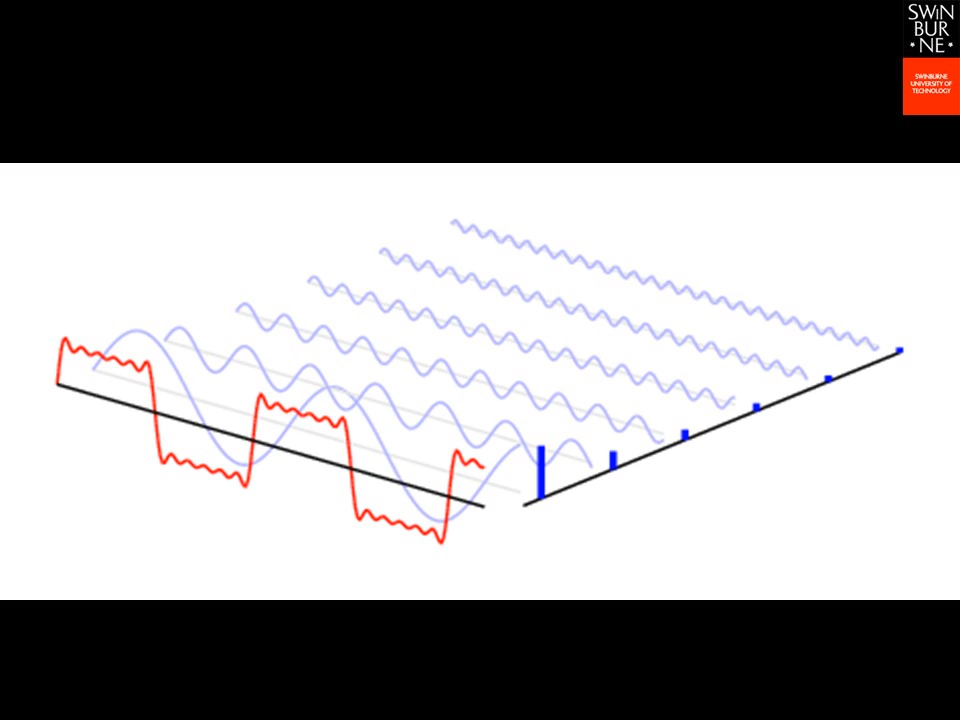 SWiN
BUR
* NE *
SWINBURNE
UNIVERSITY OF
TECHNOLOGY